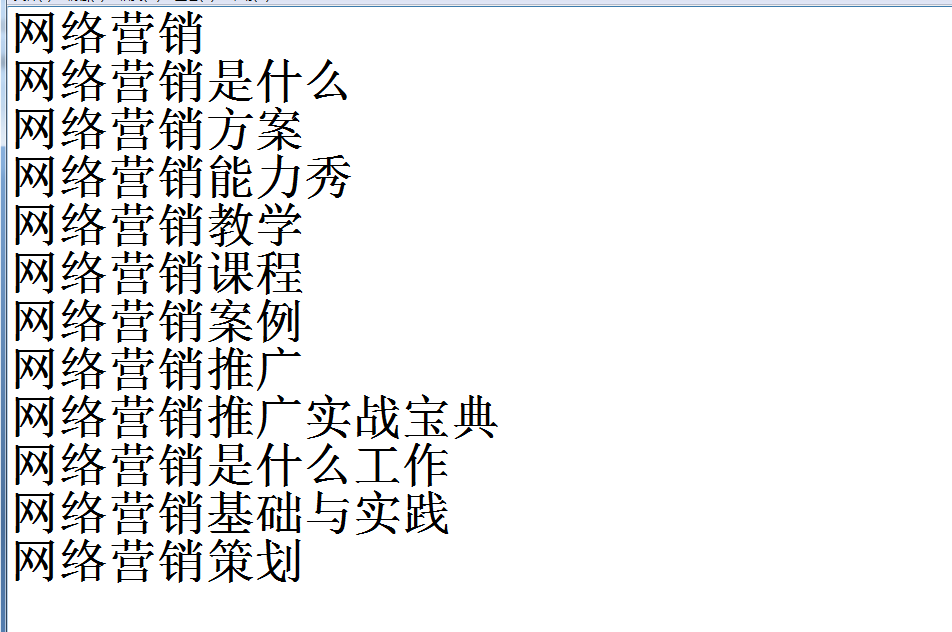 网络营销
网络营销是什么
网络营销方案
网络营销能力秀
网络营销教学
网络营销课程
网络营销案例
网络营销推广
网络营销推广实战宝典
网络营销是什么工作
网络营销基础与实践
网络营销策划